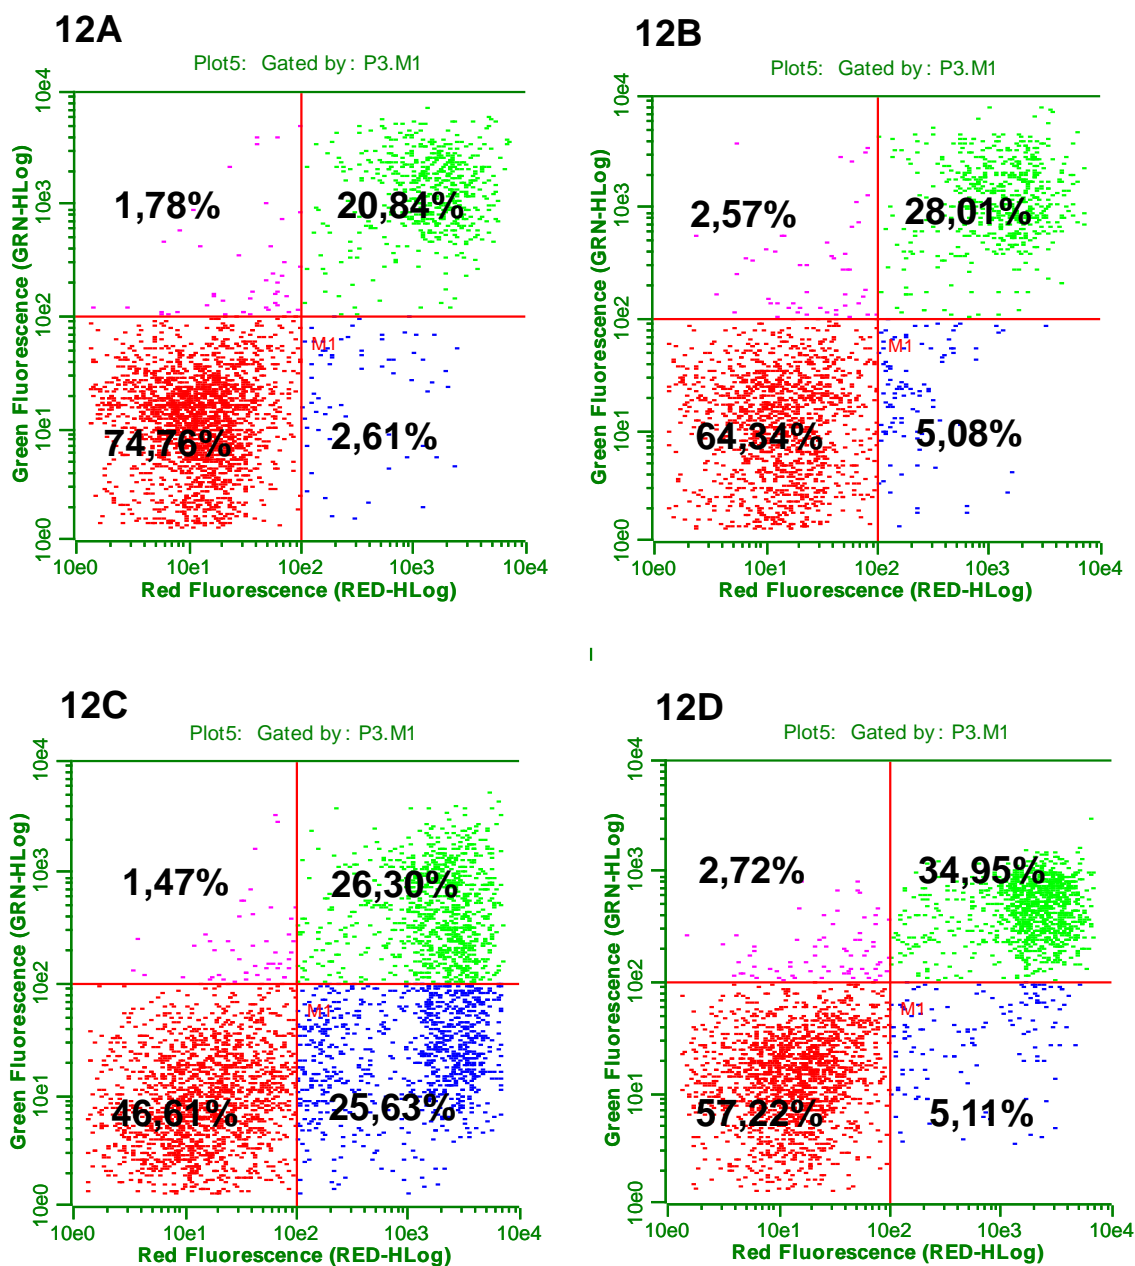 12A
Plot5: Gated by: P3.M1
10e4
10e3
10e2
10e1
10e0
Green Fluorescence (GRN-HLog)
1,78%
20,84%
M1
74,76%
2,61%
10e0 10e1 10e2 10e3 10e4
Red Fluorescence (RED-HLog)
12B
Plot5: Gated by: P3.M1
10e4
10e3
10e2
10e1
10e0
Green Fluorescence (GRN-HLog)
2,57%
28,01%
M1
64,34%
5,08%
10e0 10e1 10e2 10e3 10e4
Red Fluorescence (RED-HLog)
12C
Plot5: Gated by: P3.M1
10e4
10e3
10e2
10e1
10e0
Green Fluorescence (GRN-HLog)
1,47%
26,30%
M1
46,61%
25,63%
10e0 10e1 10e2 10e3 10e4
Red Fluorescence (RED-HLog)
12D
Plot5: Gated by: P3.M1
10e4
10e3
10e2
10e1
10e0
Green Fluorescence (GRN-HLog)
2,72%
34,95%
M1
57,22%
5,11%
10e0 10e1 10e2 10e3 10e4
Red Fluorescence (RED-HLog)